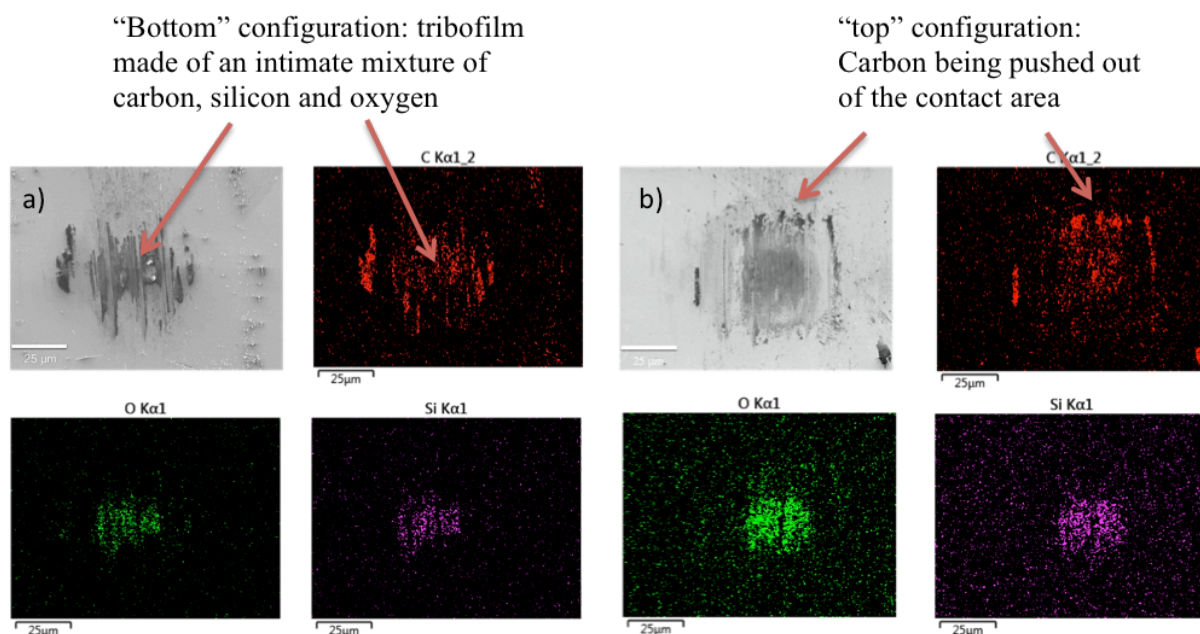 “Bottom” configuration: tribofilm
made of an intimate mixture of
carbon, silicon and oxygen
“top” configuration:
Carbon being pushed out
of the contact area
a)
25 µm
C Kα1_2
25µm
b)
25 µm
C Kα1_2
25µm
O Kα1
25µm
Si Kα1
25µm
O Kα1
25µm
Si Kα1
25µm